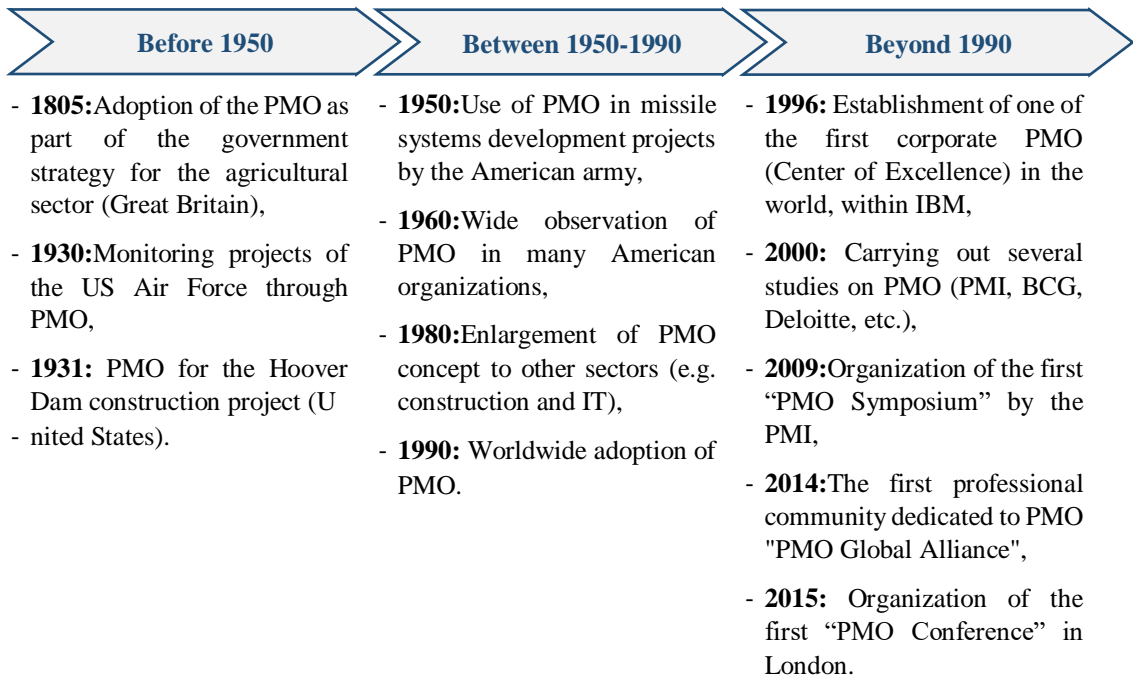 Before 1950
- 1805:Adoption of the PMO as
part of the government
strategy for the agricultural
sector (Great Britain),
- 1930:Monitoring projects of
the US Air Force through
PMO,
- 1931: PMO for the Hoover
Dam construction project (U
- nited States).
Between 1950-1990
- 1950:Use of PMO in missile
systems development projects
by the American army,
- 1960:Wide observation of
PMO in many American
organizations,
- 1980:Enlargement of PMO
concept to other sectors (e.g.
construction and IT),
- 1990: Worldwide adoption of
PMO.
Beyond 1990
- 1996: Establishment of one of
the first corporate PMO
(Center of Excellence) in the
world, within IBM,
- 2000: Carrying out several
studies on PMO (PMI, BCG,
Deloitte, etc.),
- 2009:Organization of the first
“PMO Symposium” by the
PMI,
- 2014:The first professional
community dedicated to PMO
"PMO Global Alliance",
- 2015: Organization of the
first “PMO Conference” in
London.